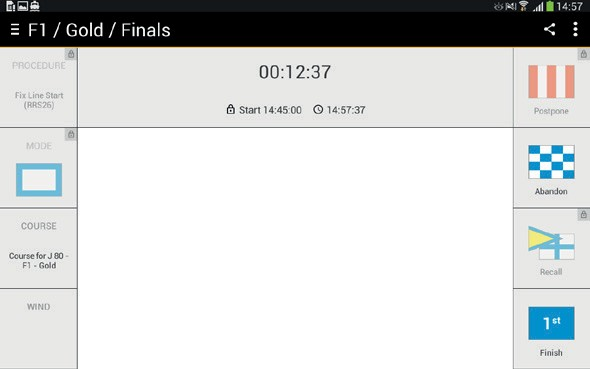 14:57
F1 / Gold / Finals
PROCEDURE
Fix Line Start
(RRS26)
MODE
COURSE
Course for J 80 -
F1 - Gold
WIND
00:12:37
Start 14:45:00 14:57:37
Postpone
Abandon
Recall
1st
Finish